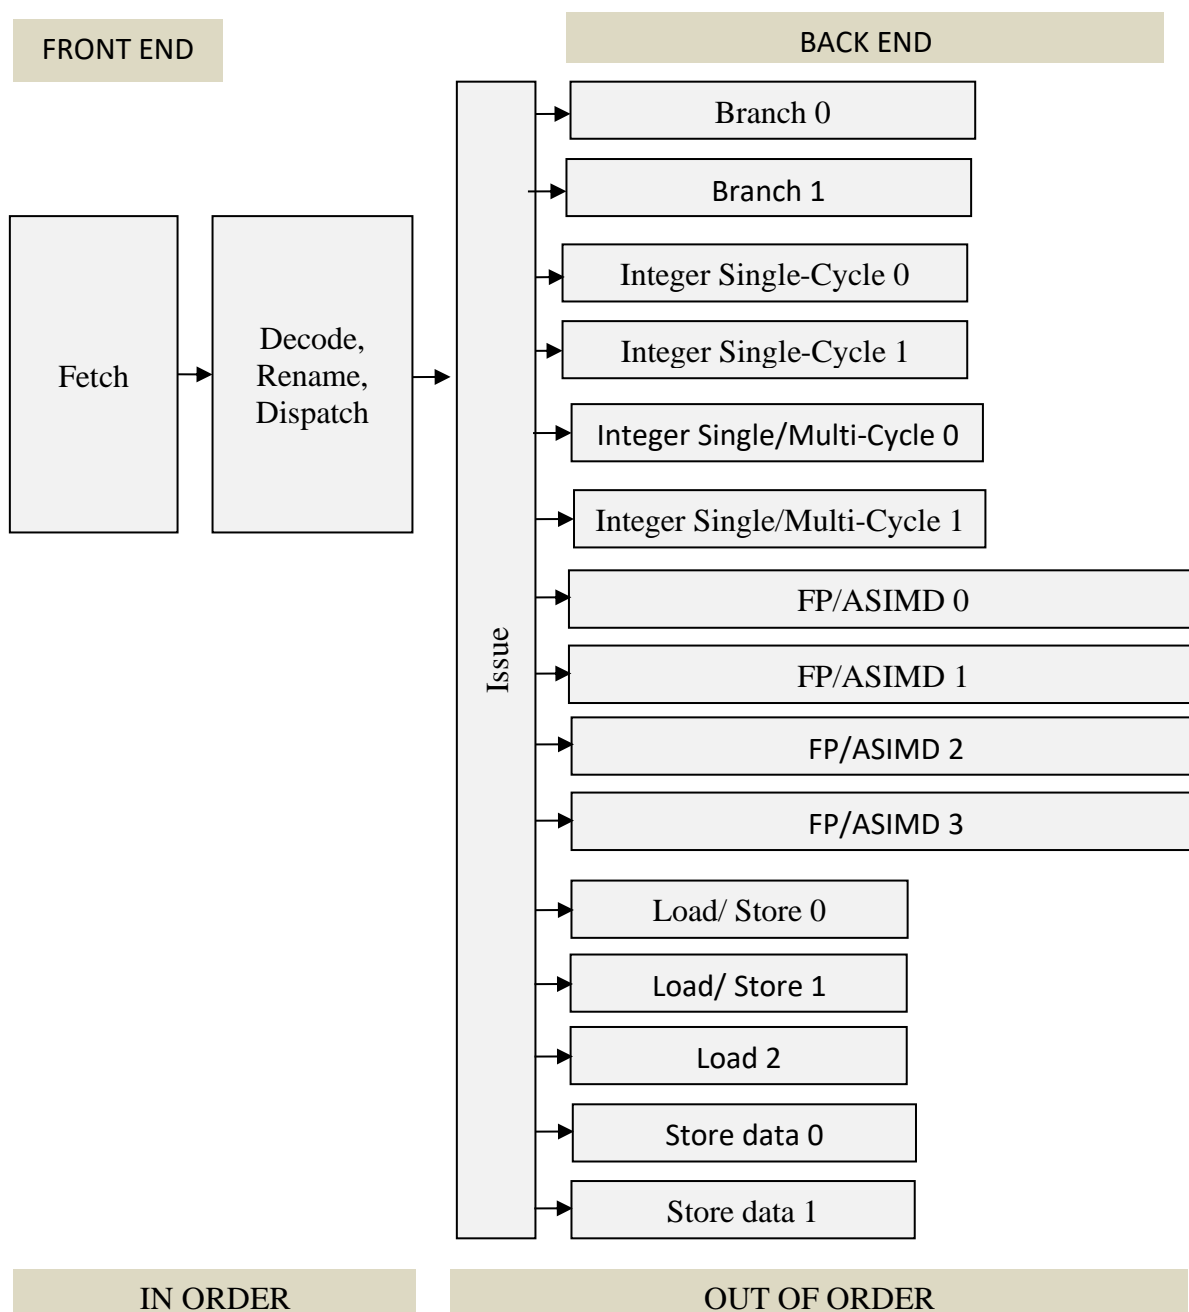 FRONT END
BACK END
Fetch
Decode,
Rename,
Dispatch
Issue
Branch 0
Branch 1
Integer Single-Cycle 0
Integer Single-Cycle 1
Integer Single/Multi-Cycle 0
Integer Single/Multi-Cycle 1
FP/ASIMD 0
FP/ASIMD 1
FP/ASIMD 2
FP/ASIMD 3
Load/ Store 0
Load/ Store 1
Load 2
Store data 0
Store data 1
IN ORDER
OUT OF ORDER